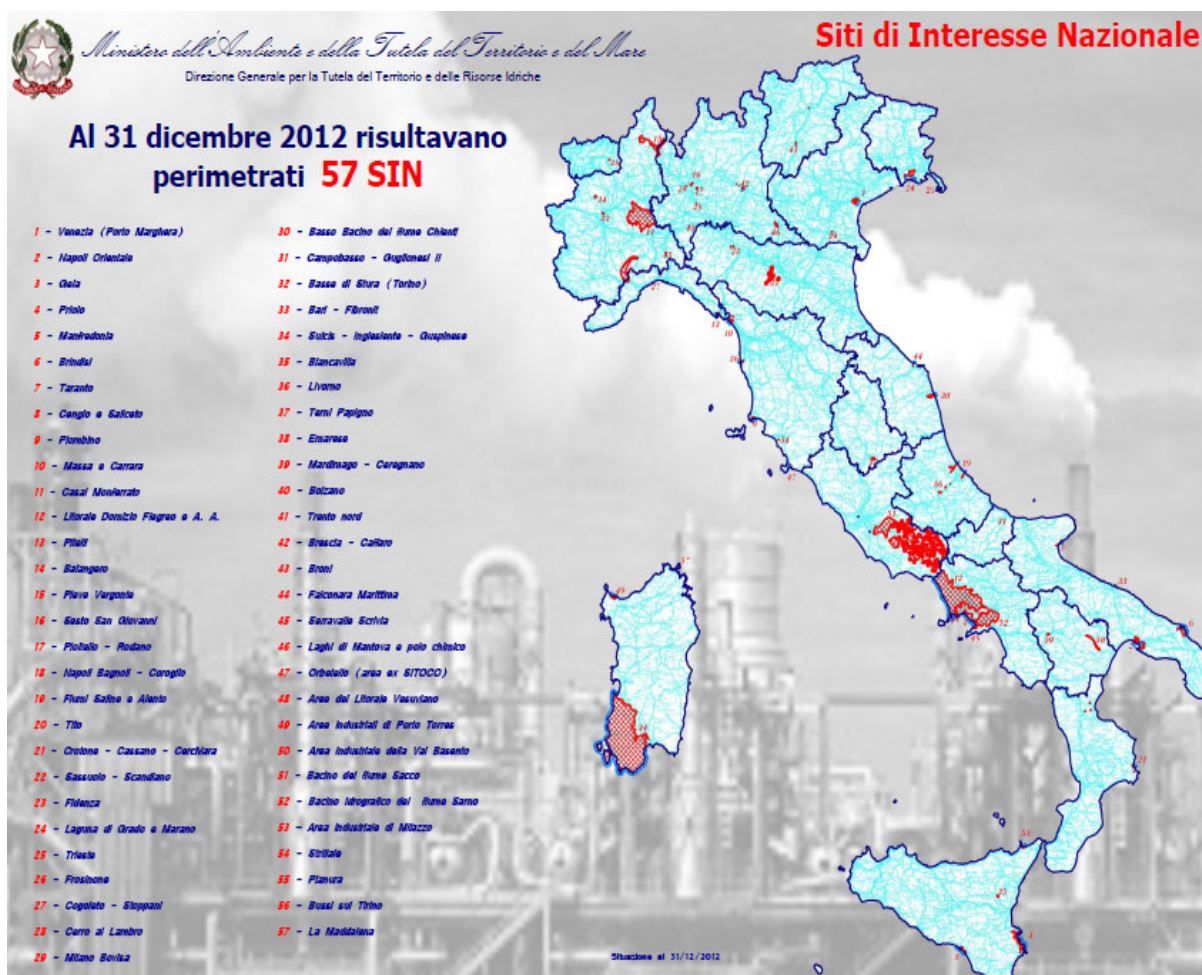 Ministero dell'Ambiente e della Tutela del Territorio e del Mare
Direzione Generale per la Tutela del Territorio e delle Risorse Idriche
Siti di Interesse Nazionale
Al 31 dicembre 2012 risultavano
perimetrati 57 SIN
1 - Venezia (Porto Marghera)
2 - Napoli Orientale
3 - Gela
4 - Priolo
5 - Manfredonia
6 - Brindisi
7 - Taranto
8 - Cengio e Saliceto
9 - Piombino
10 - Massa e Carrara
11 - Casal Monferrato
12 - Litorale Domizio Flegreo e A. A.
13 - Pitelli
14 - Balangero
15 - Pieve Vergonte
16 - Sesto San Giovanni
17 - Pioltello - Rodano
18 - Napoli Bagnoli - Coroglio
19 - Fiumi Saline e Alento
20 - Tito
21 - Crotone - Cassano - Cerchiara
22 - Sassuolo - Scandiano
23 - Fidenza
24 - Laguna di Grado e Marano
25 - Trieste
26 - Frosinone
27 - Cogoleto - Stoppani
28 - Cerro al Lambro
29 - Milano Bovisa
30 - Basso Bacino del fiume Chienti
31 - Campobasso - Guglionesi II
32 - Basse di Stura (Torino)
33 - Bari - Fibronit
34 - Sulcis - Inglesiente - Guspinese
35 - Biancavilla
36 - Livorno
37 - Terni Papigno
38 - Emarese
39 - Mardimago - Ceregnano
40 - Bolzano
41 - Trento nord
42 - Brescia - Caffaro
43 - Broni
44 - Falconara Marittima
45 - Serravalle Scrivia
46 - Laghi di Mantova e polo chimico
47 - Orbetello (area ex SITOCO)
48 - Aree del Litorale Vesuviano
49 - Aree Industriali di Porto Torres
50 - Area Industriale della Val Basento
51 - Bacino del fiume Sacco
52 - Bacino Idrografico del fiume Sarno
53 - Area Industriale di Milazzo
54 - Strillaie
55 - Pianura
56 - Bussi sul Tirino
57 - La Maddalena
Situazione al 31/12/2012